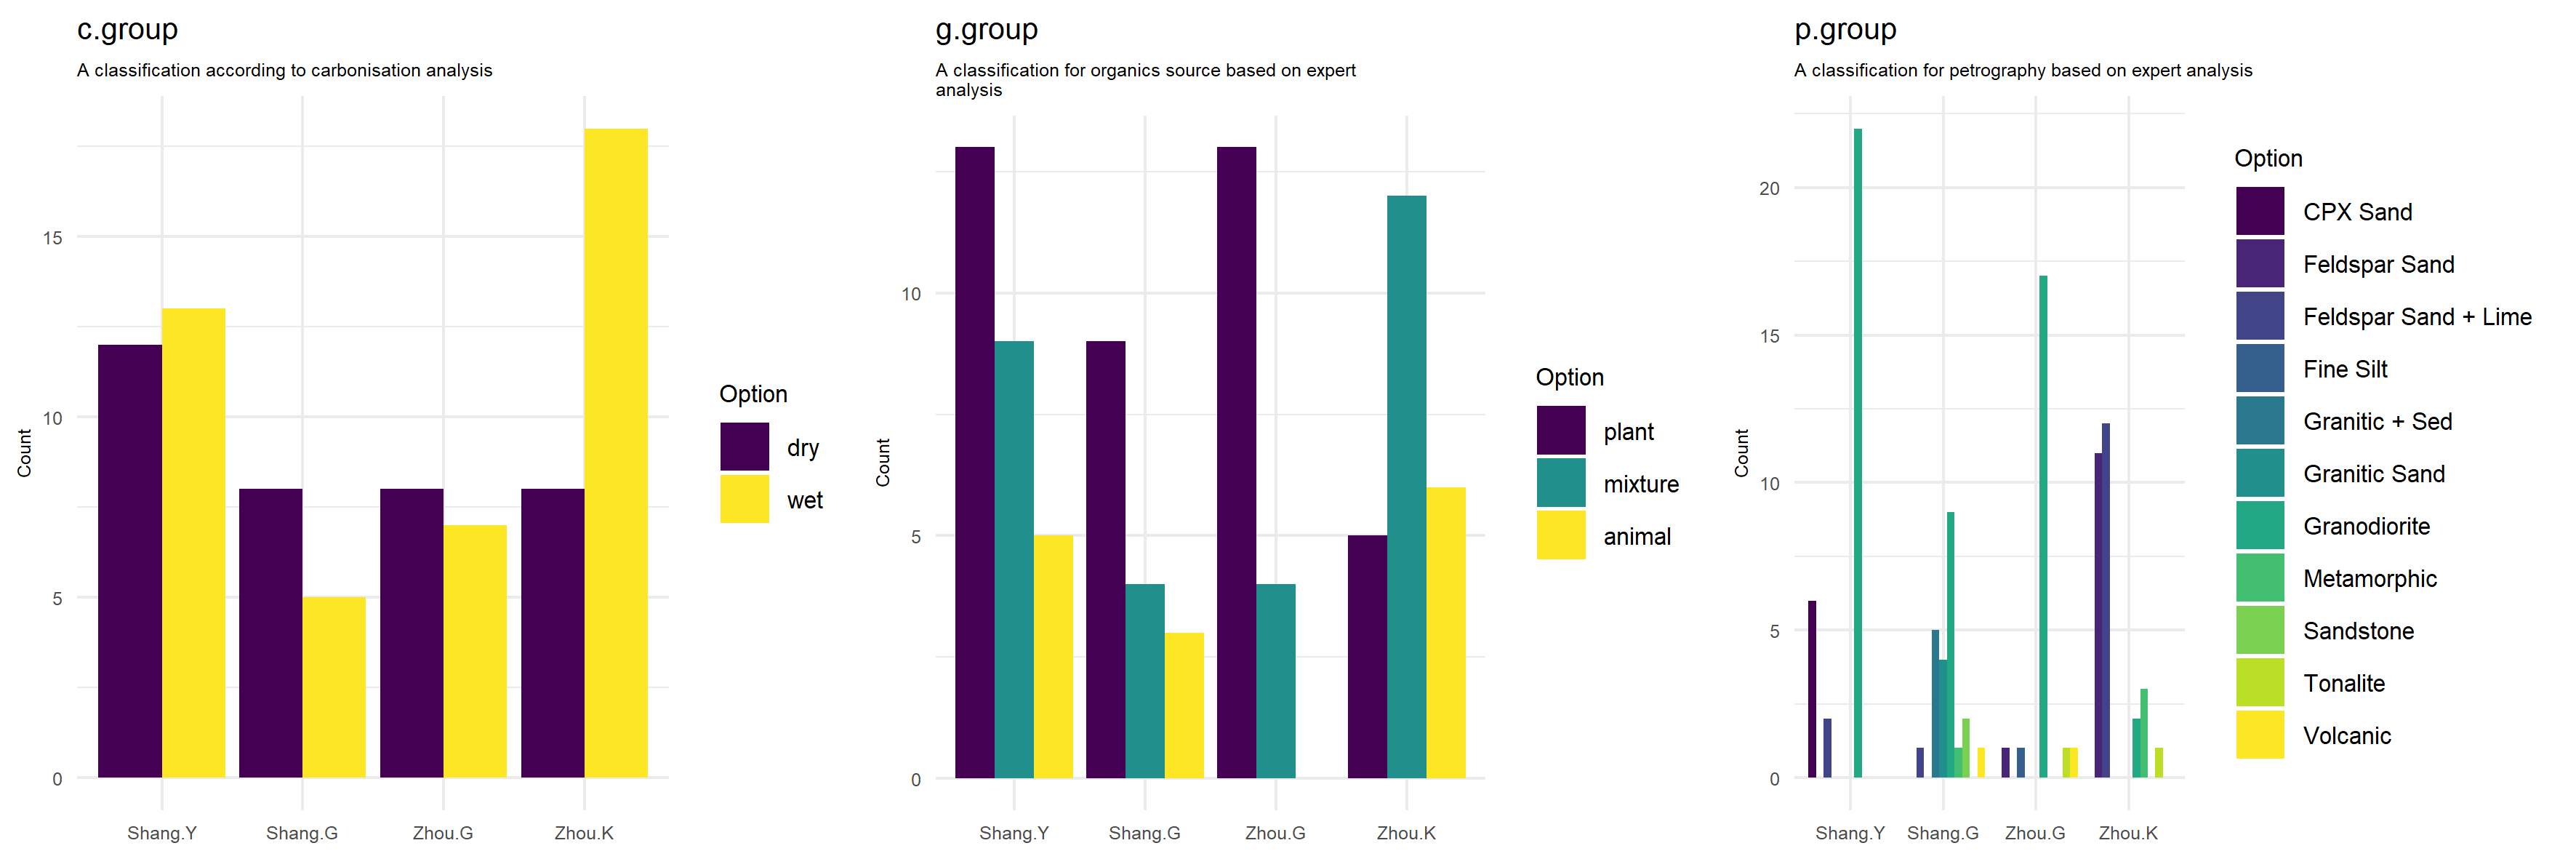 c.group
A classification according to carbonisation analysis
Count
15
10
5
0
Shang.Y
Shang.G
Zhou.G
Zhou.K
Option
dry
wet
g.group
A classification for organics source based on expert
analysis
Count
10
5
0
Shang.Y
Shang.G
Zhou.G
Zhou.K
Option
plant
mixture
animal
p.group
A classification for petrography based on expert analysis
Count
20
15
10
5
0
Shang.Y
Shang.G
Zhou.G
Zhou.K
Option
CPX Sand
Feldspar Sand
Feldspar Sand + Lime
Fine Silt
Granitic + Sed
Granitic Sand
Granodiorite
Metamorphic
Sandstone
Tonalite
Volcanic